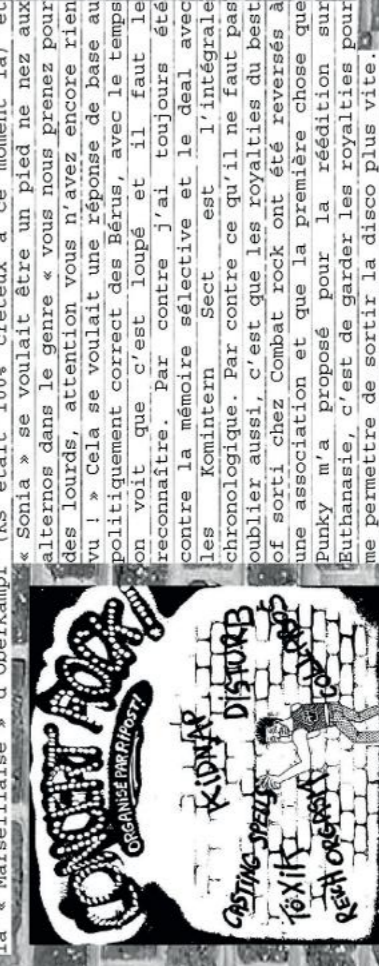 la « Marseillaise » d'Oberkampf (KS était 100% crêteux à ce moment là) et
« Sonia » se voulait être un pied ne nez aux
alternos dans le genre « vous nous prenez pour
des lourds, attention vous n'avez encore rien
vu ! » Cela se voulait une réponse de base au
politiquement correct des Bérus, avec le temps
on voit que c'est loupé et il faut le
reconnaître. Par contre j'ai toujours été
contre la mémoire sélective et le deal avec
les Komintern Sect est l'intégrale
chronologique. Par contre ce qu'il ne faut pas
oublier aussi, c'est que les royalties du best
of sorti chez Combat rock ont été reversés à
une association et que la première chose que
Punky m'a proposé pour la réédition sur
Euthanasie, c'est de garder les royalties pour
me permettre de sortir la disco plus vite.
CONCERT ROCK!
ORGANISÉ PAR RIPOST!
KIDNAP
DISTURB
CASTING SPELLS
TÖXIK
COLLABOS
REICH ORGASM